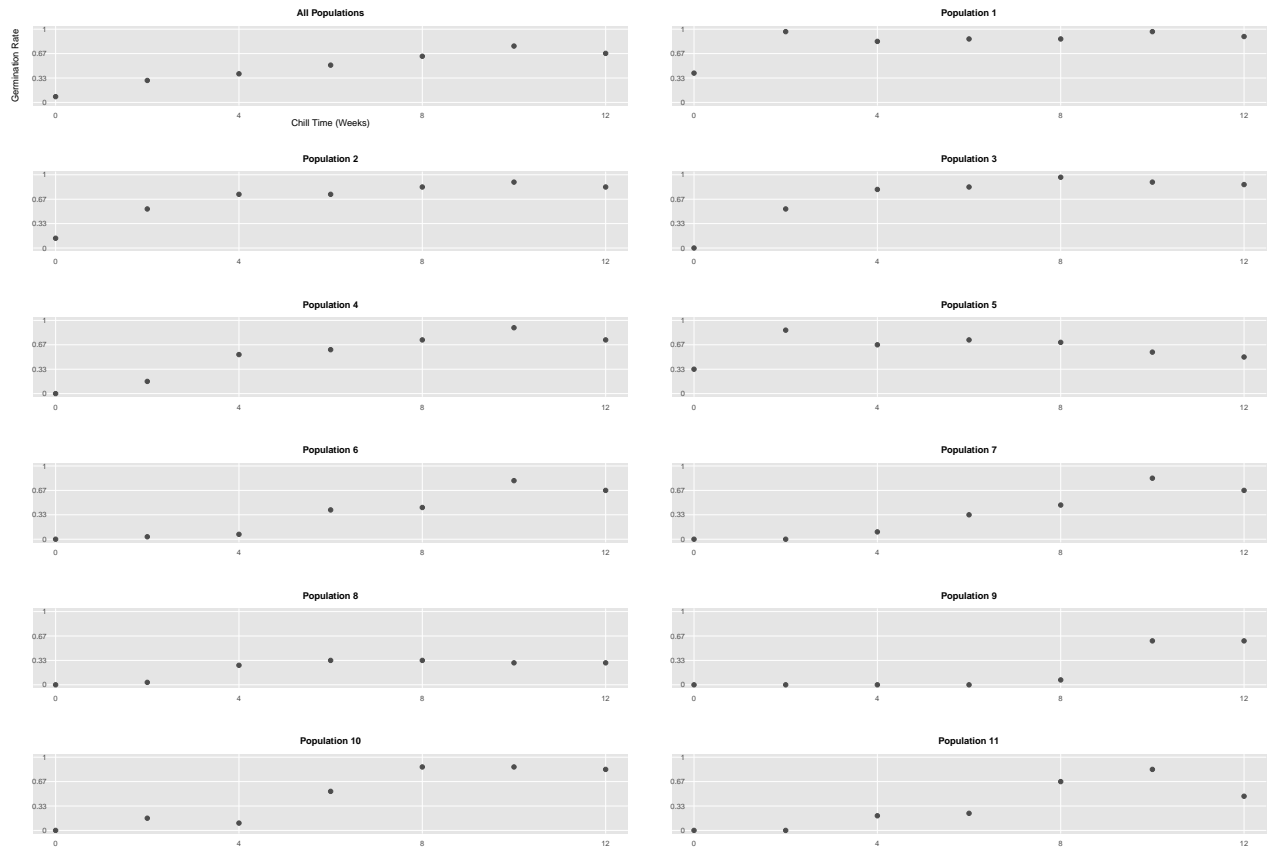 All Populations
Germination Rate
1
0.67
0.33
0
0 4 8 12
Chill Time (Weeks)
Population 1
1
0.67
0.33
0
0 4 8 12
Population 2
1
0.67
0.33
0
0 4 8 12
Population 3
1
0.67
0.33
0
0 4 8 12
Population 4
1
0.67
0.33
0
0 4 8 12
Population 5
1
0.67
0.33
0
0 4 8 12
Population 6
1
0.67
0.33
0
0 4 8 12
Population 7
1
0.67
0.33
0
0 4 8 12
Population 8
1
0.67
0.33
0
0 4 8 12
Population 9
1
0.67
0.33
0
0 4 8 12
Population 10
1
0.67
0.33
0
0 4 8 12
Population 11
1
0.67
0.33
0
0 4 8 12